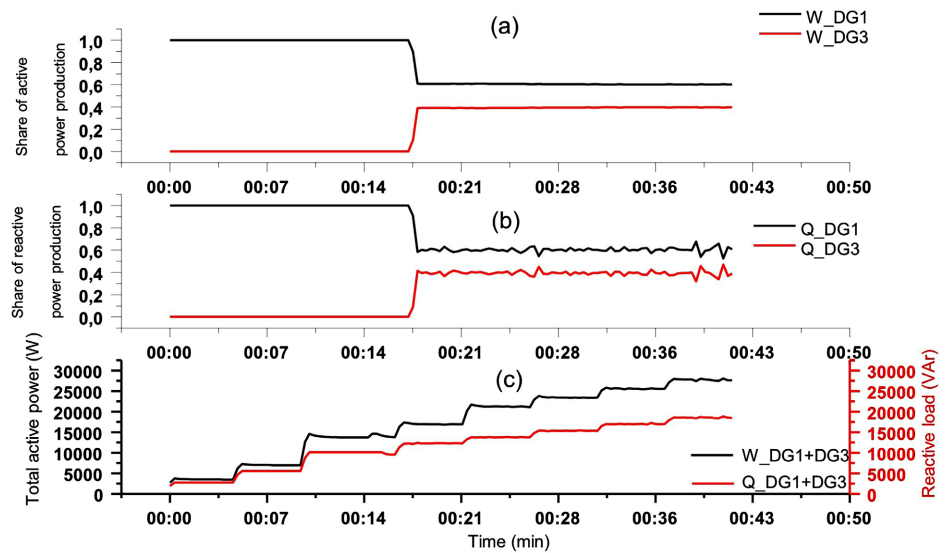 (a)
W_DG1
W_DG3
Share of active
power production
1,0
0,8
0,6
0,4
0,2
0,0
00:00 00:07 00:14 00:21 00:28 00:36 00:43 00:50
(b)
Q_DG1
Q_DG3
Share of reactive
power production
1,0
0,8
0,6
0,4
0,2
0,0
00:00 00:07 00:14 00:21 00:28 00:36 00:43 00:50
(c)
Total active power (W)
30000
25000
20000
15000
10000
5000
0
W_DG1+DG3
Q_DG1+DG3
30000
25000
20000
15000
10000
5000
0
Reactive load (VAr)
00:00 00:07 00:14 00:21 00:28 00:36 00:43 00:50
Time (min)